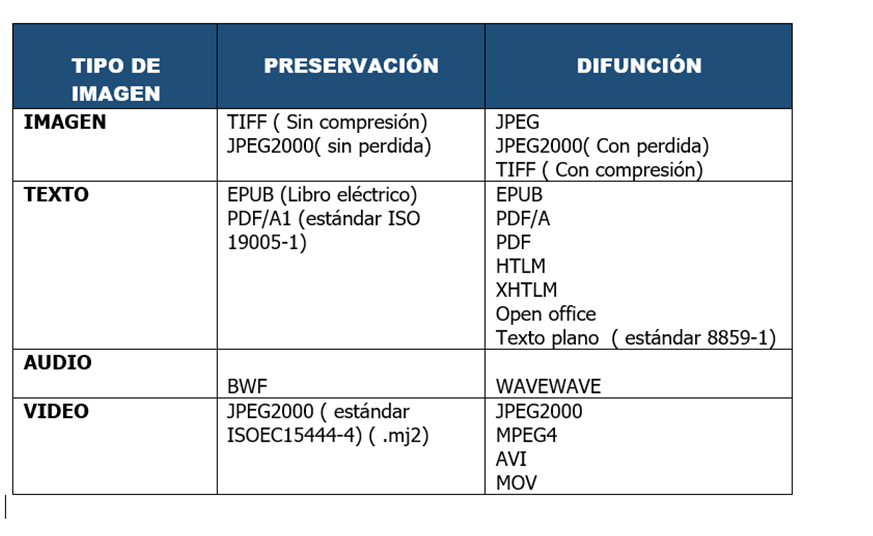 TIPO DE
IMAGEN
PRESERVACIÓN
DIFUNCIÓN
IMAGEN
TIFF ( Sin compresión)
JPEG2000( sin perdida)
JPEG
JPEG2000( Con perdida)
TIFF ( Con compresión)
TEXTO
EPUB (Libro eléctrico)
PDF/A1 (estándar ISO
19005-1)
EPUB
PDF/A
PDF
HTLM
XHTLM
Open office
Texto plano ( estándar 8859-1)
AUDIO
BWF
WAVEWAVE
VIDEO
JPEG2000 ( estándar
ISOEC15444-4) ( .mj2)
JPEG2000
MPEG4
AVI
MOV